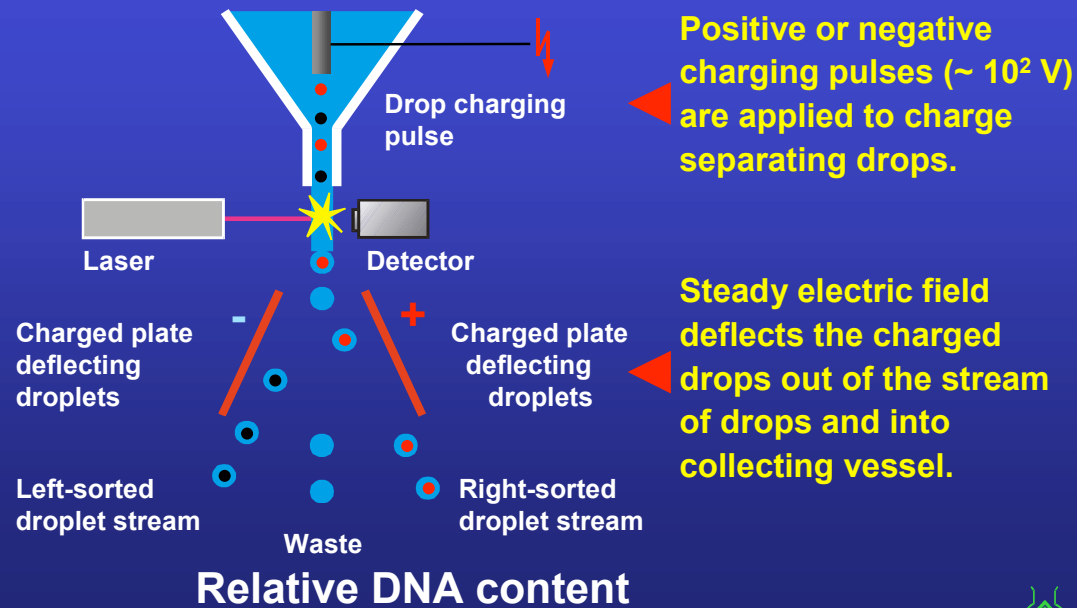 Positive or negative
charging pulses (~ 10² V)
are applied to charge
separating drops.
Drop charging
pulse
Laser
Detector
-
+
Charged plate
deflecting
droplets
Charged plate
deflecting
droplets
Steady electric field
deflects the charged
drops out of the stream
of drops and into
collecting vessel.
Left-sorted
droplet stream
Right-sorted
droplet stream
Waste
Relative DNA content